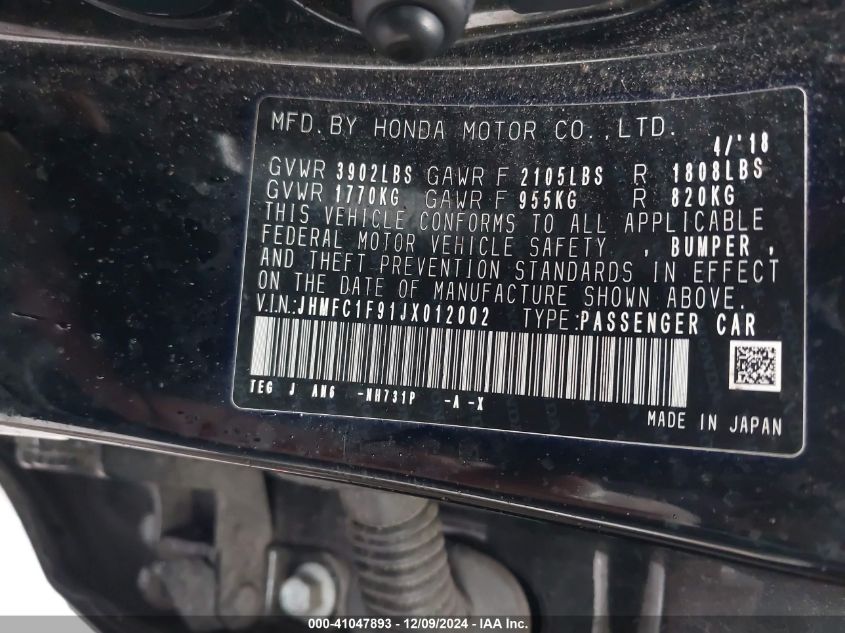 MFD. BY HONDA MOTOR CO., LTD. 4/'18
GVWR 3902LBS GAWR F 2105LBS R 1808LBS
GVWR 1770KG GAWR F 955KG R 820KG
THIS VEHICLE CONFORMS TO ALL APPLICABLE
FEDERAL MOTOR VEHICLE SAFETY , BUMPER ,
AND THEFT PREVENTION STANDARDS IN EFFECT
ON THE DATE OF MANUFACTURE SHOWN ABOVE.
V.I.N.:JHMFC1F91JX012002 TYPE:PASSENGER CAR
TEG J AN6 -NH731P -A -X
MADE IN JAPAN
000-41047893 - 12/09/2024 - IAA Inc.